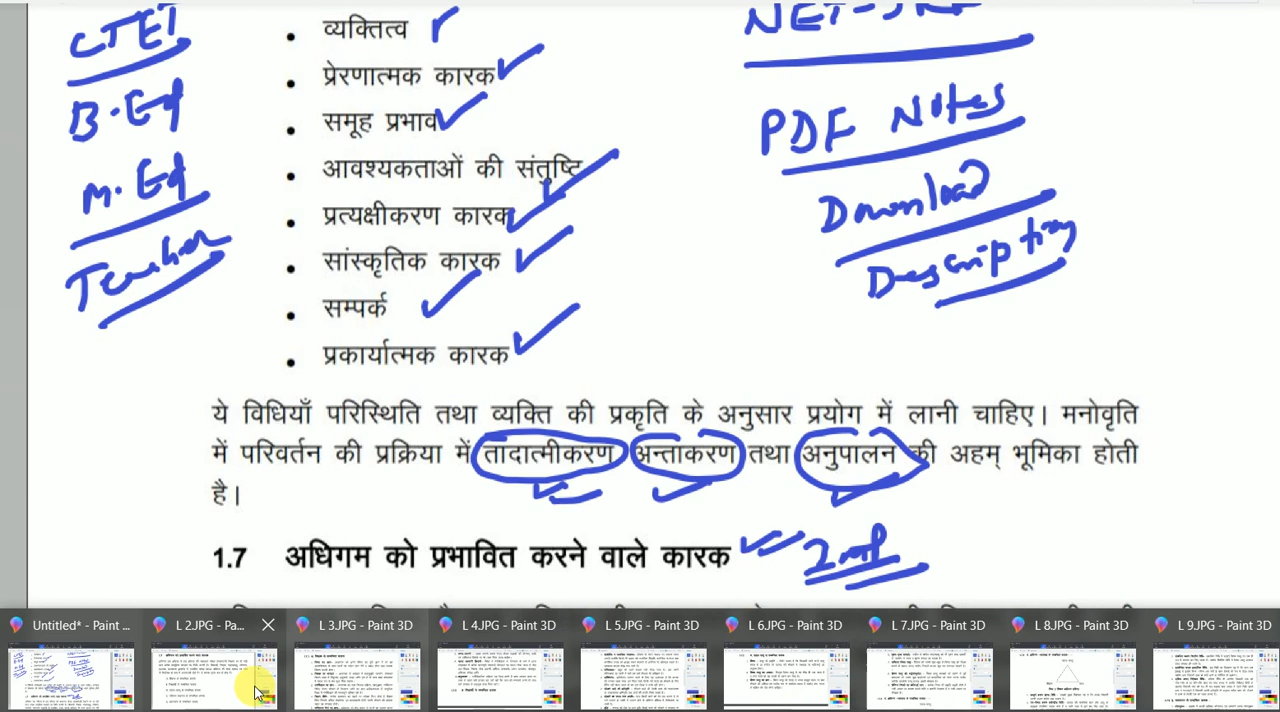 CTET
NET-JRF
• व्यक्तित्व
• प्रेरणात्मक कारक
B.Ed
PDF Notes
• समूह प्रभाव
M.Ed
• आवश्यकताओं की संतुष्टि
Download
• प्रत्यक्षीकरण कारक
Teacher
Description
• सांस्कृतिक कारक
• सम्पर्क
• प्रकार्यात्मक कारक
ये विधियाँ परिस्थिति तथा व्यक्ति की प्रकृति के अनुसार प्रयोग में लानी चाहिए। मनोवृति
में परिवर्तन की प्रक्रिया में तादात्मीकरण अन्ताकरण तथा अनुपालन की अहम् भूमिका होती
है।
1.7 अधिगम को प्रभावित करने वाले कारक
Untitled* - Paint ... L 2.JPG - Pa... L 3.JPG - Paint 3D L 4.JPG - Paint 3D L 5.JPG - Paint 3D L 6.JPG - Paint 3D L 7.JPG - Paint 3D L 8.JPG - Paint 3D L 9.JPG - Paint 3D